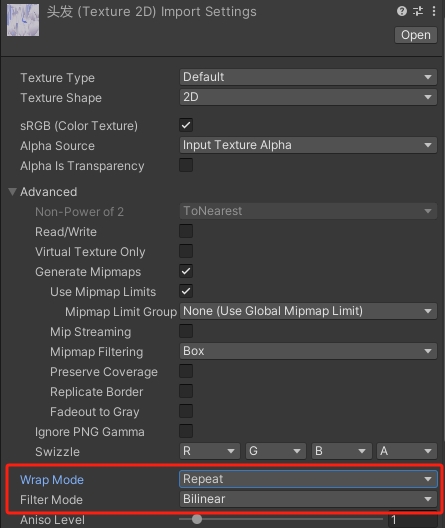 头发 (Texture 2D) Import Settings
Open
Texture Type Default
Texture Shape 2D
sRGB (Color Texture)
Alpha Source Input Texture Alpha
Alpha Is Transparency
Advanced
Non-Power of 2 ToNearest
Read/Write
Virtual Texture Only
Generate Mipmaps
Use Mipmap Limits
Mipmap Limit Group None (Use Global Mipmap Limit)
Mip Streaming
Mipmap Filtering Box
Preserve Coverage
Replicate Border
Fadeout to Gray
Ignore PNG Gamma
Swizzle R G B A
Wrap Mode Repeat
Filter Mode Bilinear
Aniso Level 1